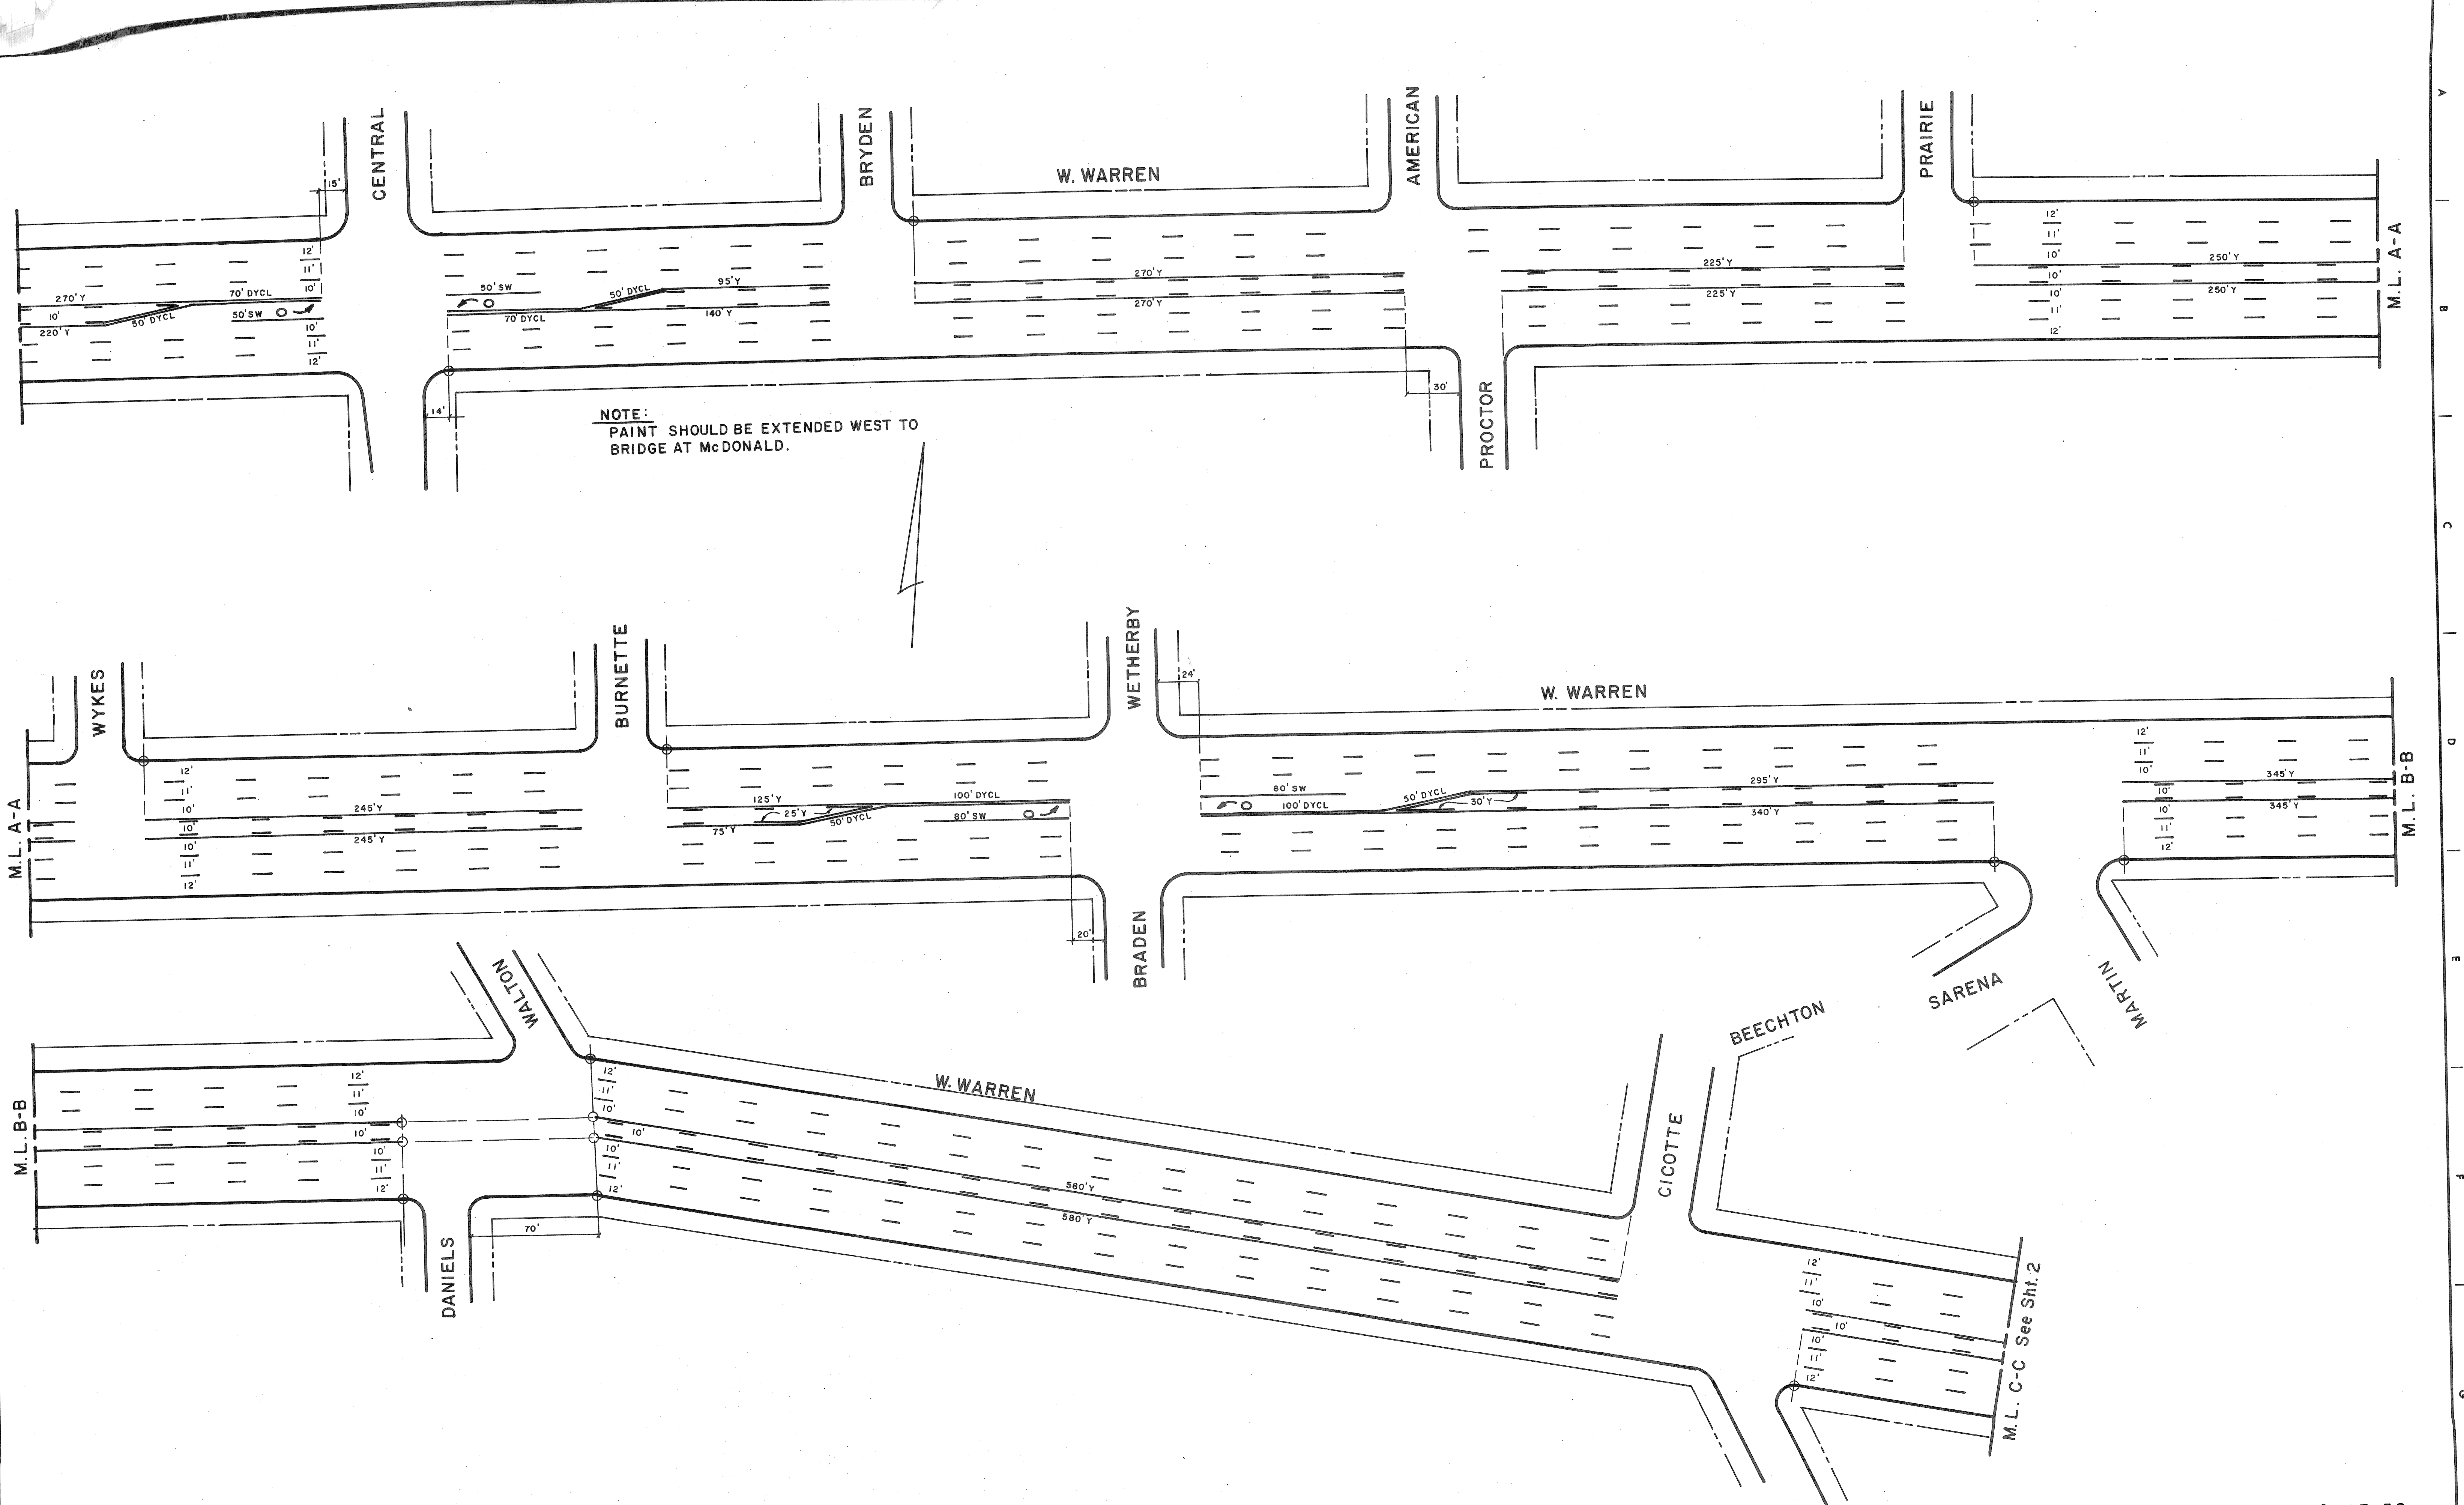 A
CENTRAL
BRYDEN
W. WARREN
AMERICAN
PRAIRIE
15'
12'
11'
10'
270'Y
70' DYCL
10'
50' DYCL
50'SW
220'Y
10'
11'
12'
50'SW
70' DYCL
50' DYCL
95'Y
140'Y
270'Y
270'Y
225'Y
225'Y
12'
11'
10'
250'Y
10'
250'Y
10'
11'
12'
M.L. A-A
B
14'
30'
PROCTOR
NOTE:
PAINT SHOULD BE EXTENDED WEST TO
BRIDGE AT McDONALD.
C
M.L. A-A
WYKES
BURNETTE
WETHERBY
24'
W. WARREN
12'
11'
10'
245'Y
10'
245'Y
10'
11'
12'
125'Y
25'Y
75'Y
50' DYCL
100' DYCL
80' SW
80' SW
100' DYCL
50' DYCL
30'Y
295'Y
340'Y
12'
11'
10'
345'Y
10'
345'Y
10'
11'
12'
M.L. B-B
D
20'
BRADEN
SARENA
MARTIN
E
M.L. B-B
WALTON
12'
11'
10'
10'
10'
11'
12'
DANIELS
70'
12'
11'
10'
10'
10'
11'
12'
W. WARREN
580'Y
580'Y
CICOTTE
BEECHTON
12'
11'
10'
10'
10'
11'
12'
M.L. C-C See Sht. 2
F